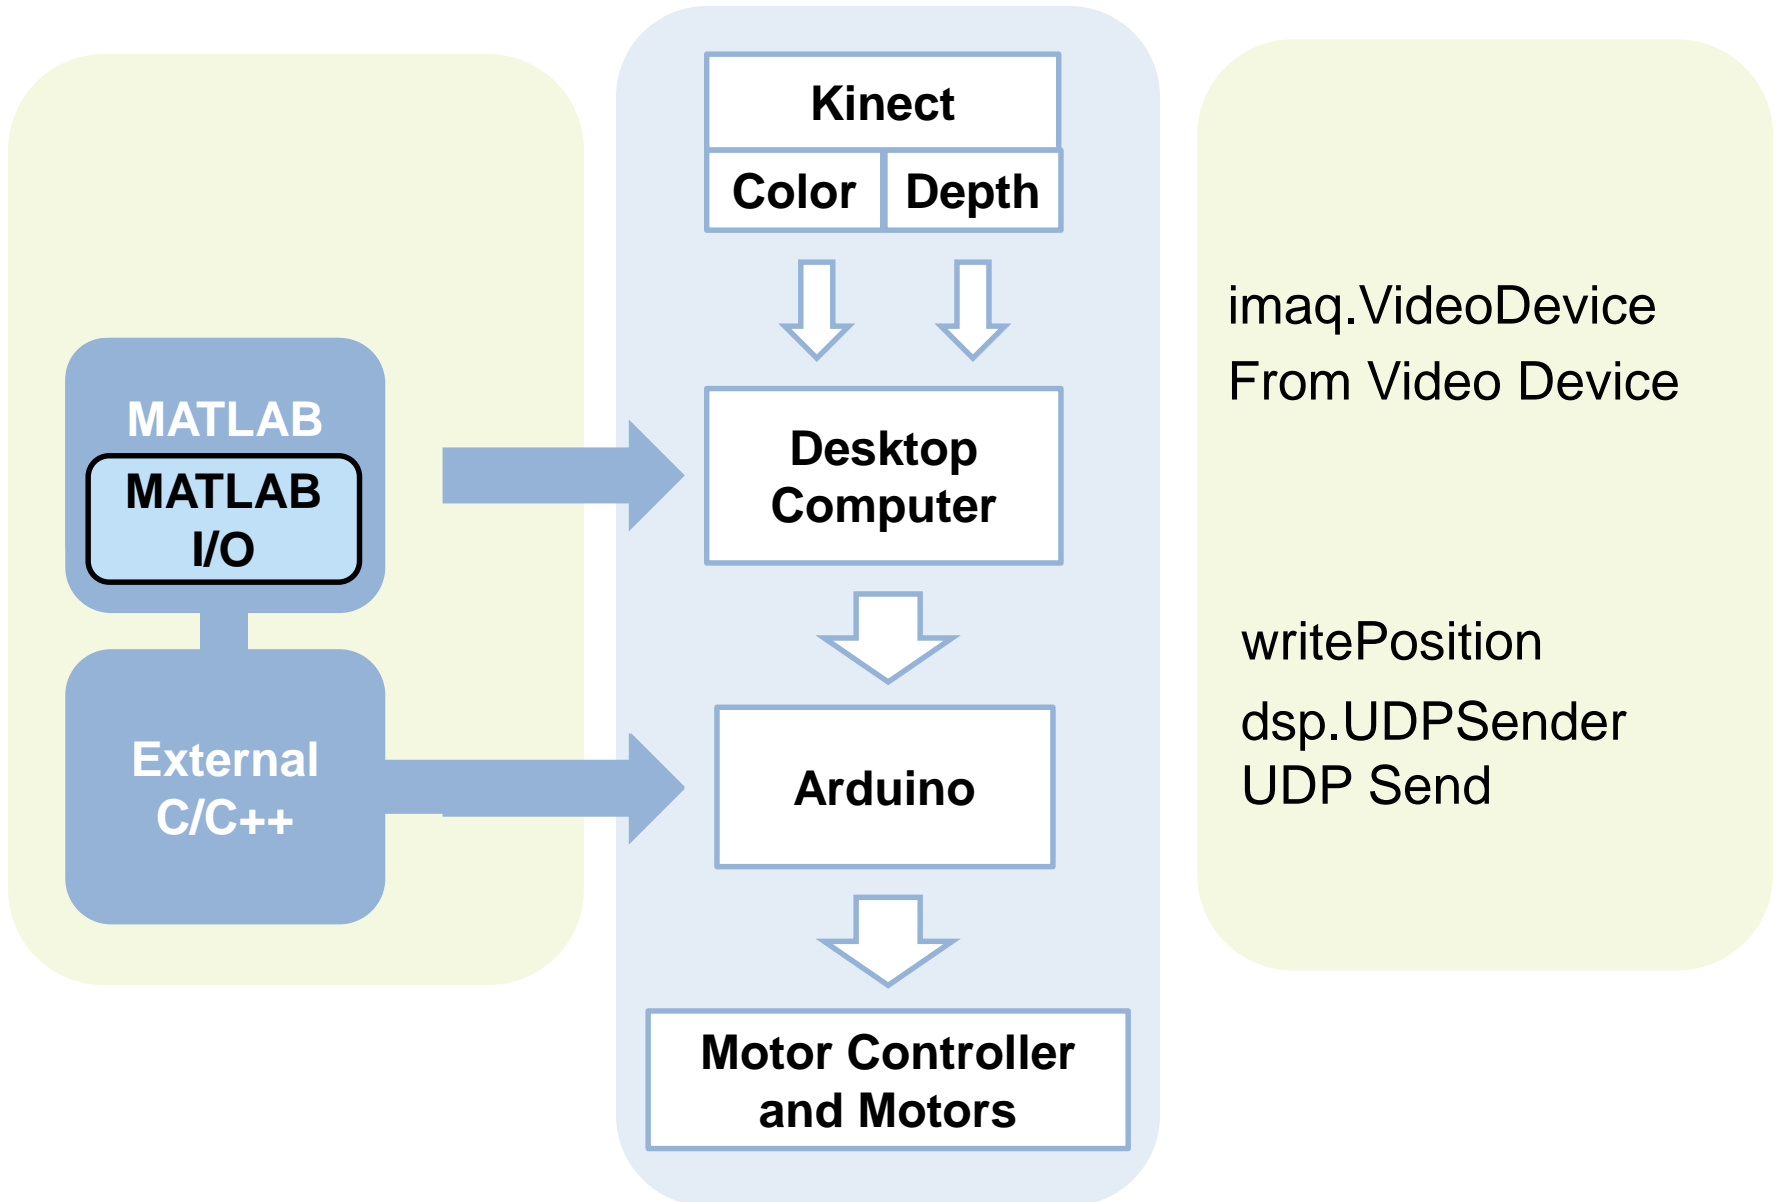 MATLAB
MATLAB
I/O
External
C/C++
Kinect
Color
Depth
Desktop
Computer
Arduino
Motor Controller
and Motors
imaq.VideoDevice
From Video Device
writePosition
dsp.UDPSender
UDP Send